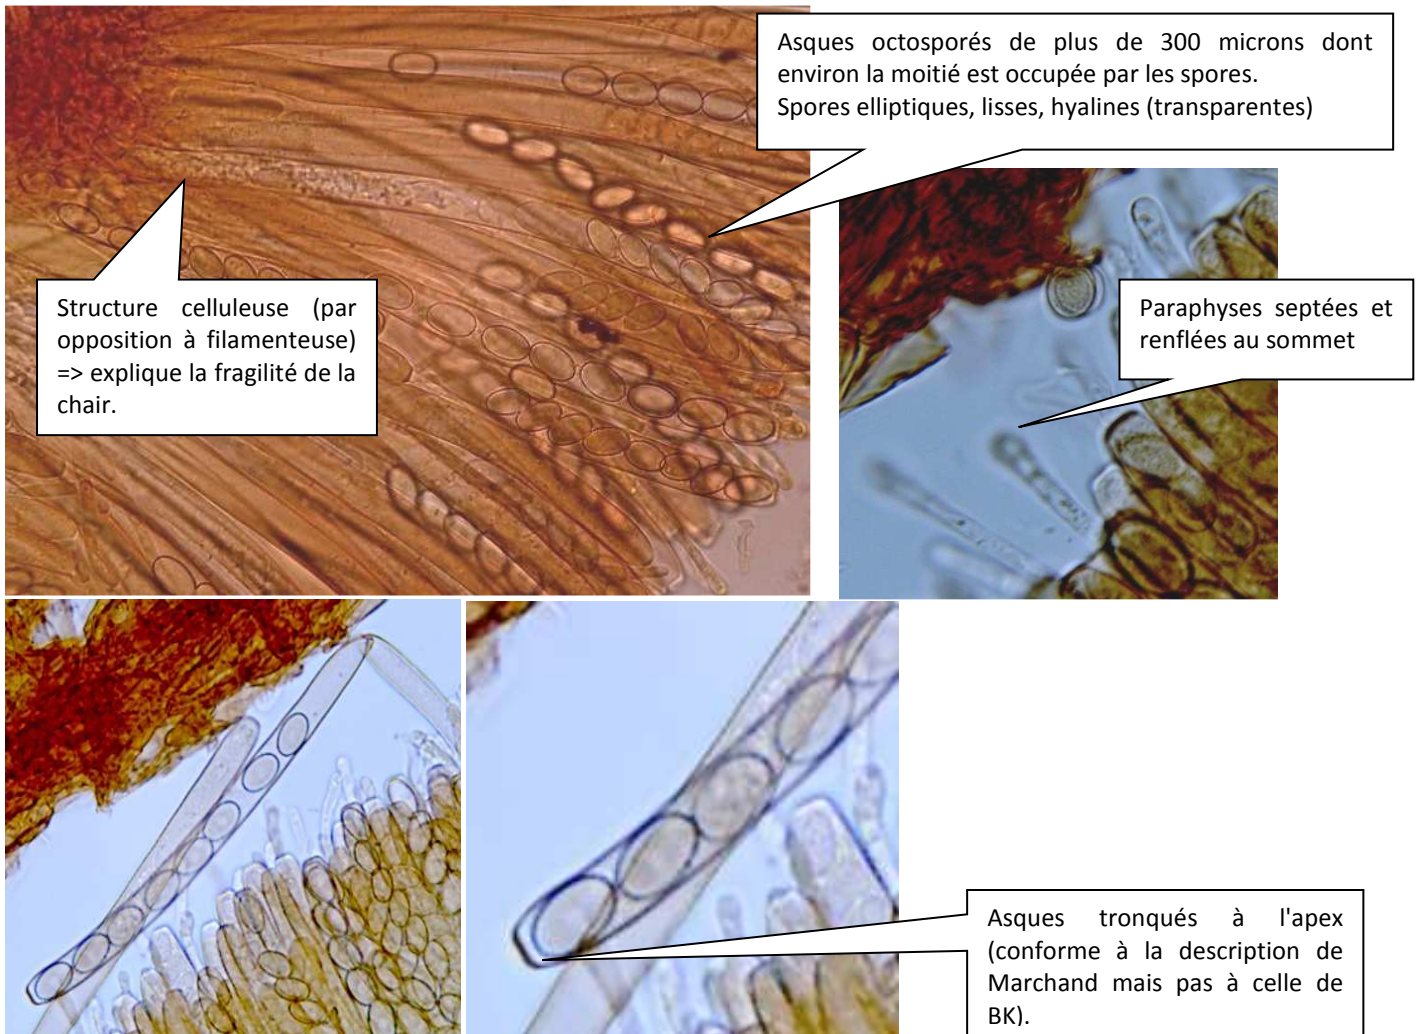 Asques octosporés de plus de 300 microns dont
environ la moitié est occupée par les spores.
Spores elliptiques, lisses, hyalines (transparentes)
Structure celluleuse (par
opposition à filamenteuse)
=> explique la fragilité de la
chair.
Paraphyses septées et
renflées au sommet
Asques tronqués à l'apex
(conforme à la description de
Marchand mais pas à celle de
BK).